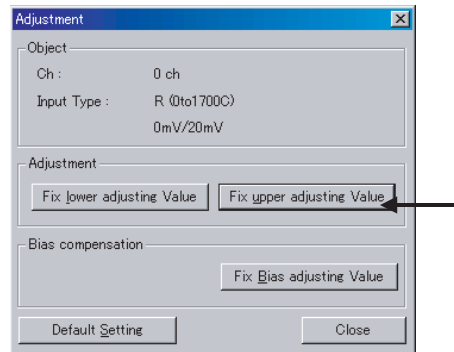 Adjustment
Object
Ch : 0 ch
Input Type : R (0to1700C)
0mV/20mV
Adjustment
Fix lower adjusting Value Fix upper adjusting Value
Bias compensation
Fix Bias adjusting Value
Default Setting Close